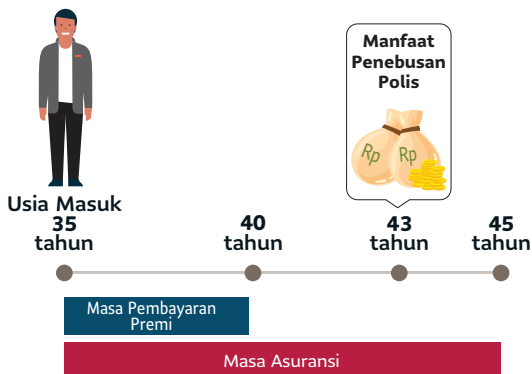 Manfaat
Penebusan
Polis
Rp Rp
Usia Masuk
35
tahun
40
tahun
43
tahun
45
tahun
Masa Pembayaran
Premi
Masa Asuransi